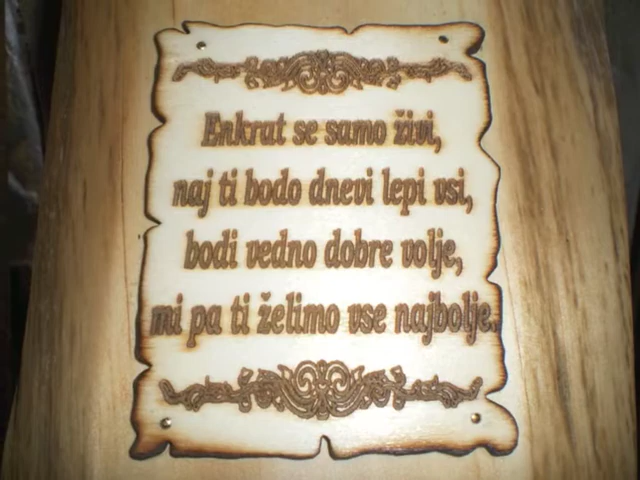 Enkrat se samo živi,
naj ti bodo dnevi lepi vsi,
bodi vedno dobre volje,
mi pa ti želimo vse najbolje.